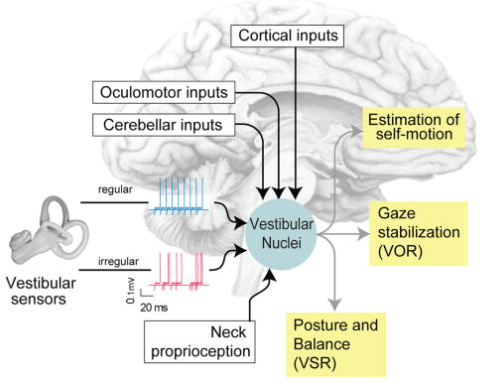 Cortical inputs
Oculomotor inputs
Cerebellar inputs
Estimation of
self-motion
regular
Vestibular
Nuclei
Gaze
stabilization
(VOR)
irregular
Vestibular
sensors
0.1mv
20 ms
Neck
proprioception
Posture and
Balance
(VSR)